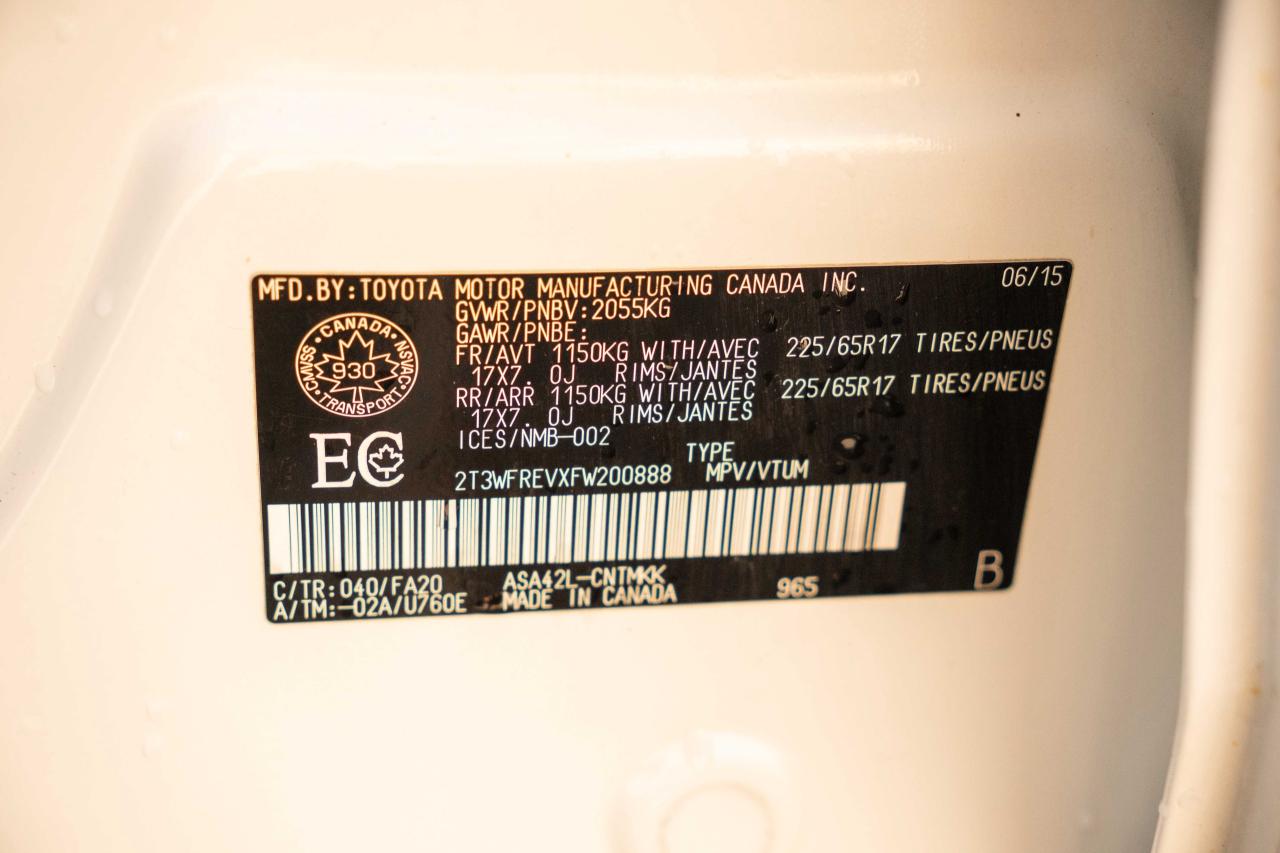 MFD.BY:TOYOTA MOTOR MANUFACTURING CANADA INC. 06/15
GVWR/PNBV:2055KG
GAWR/PNBE:
FR/AVT 1150KG WITH/AVEC 225/65R17 TIRES/PNEUS
17X7. 0J RIMS/JANTES
RR/ARR 1150KG WITH/AVEC 225/65R17 TIRES/PNEUS
17X7. 0J RIMS/JANTES
ICES/NMB-002
CANADA
CMVSS 930 NSVAC
TRANSPORT
EC
TYPE
2T3WFREVXFW200888 MPV/VTUM
C/TR:040/FA20 ASA42L-CNTMKK 965 B
A/TM:-02A/U760E MADE IN CANADA